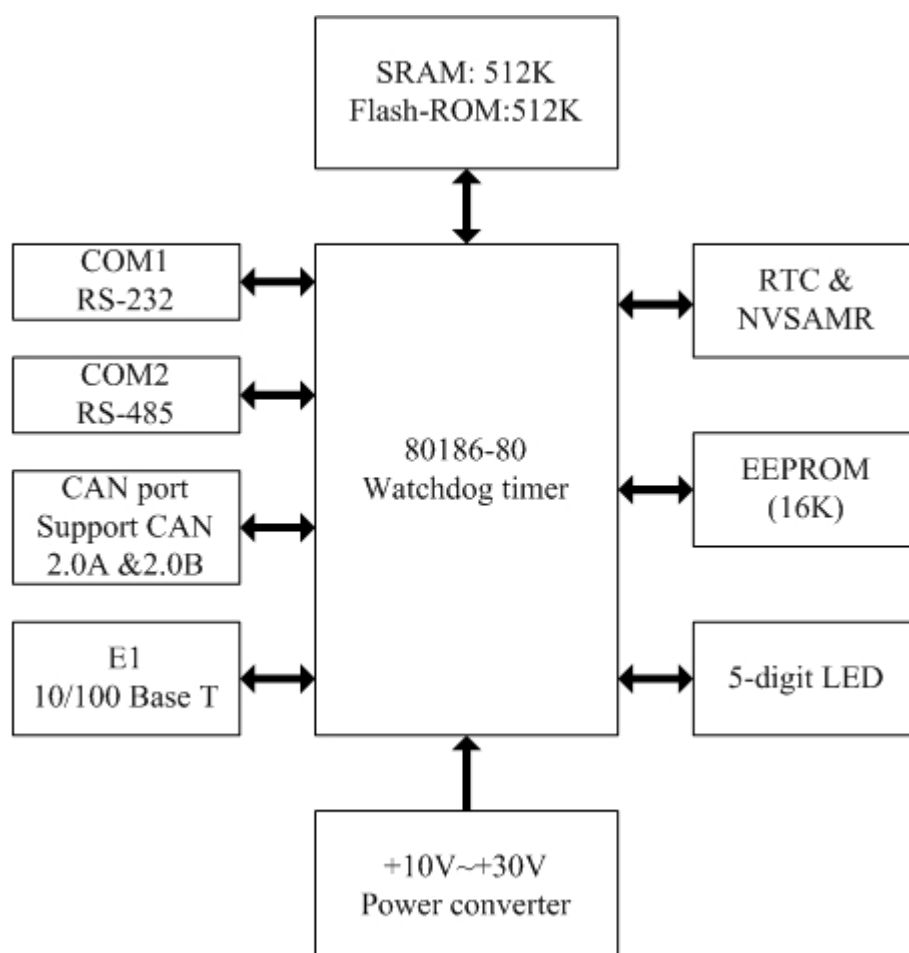 SRAM: 512K
Flash-ROM:512K
COM1
RS-232
COM2
RS-485
CAN port
Support CAN
2.0A &2.0B
E1
10/100 Base T
80186-80
Watchdog timer
RTC &
NVSAMR
EEPROM
(16K)
5-digit LED
+10V~+30V
Power converter